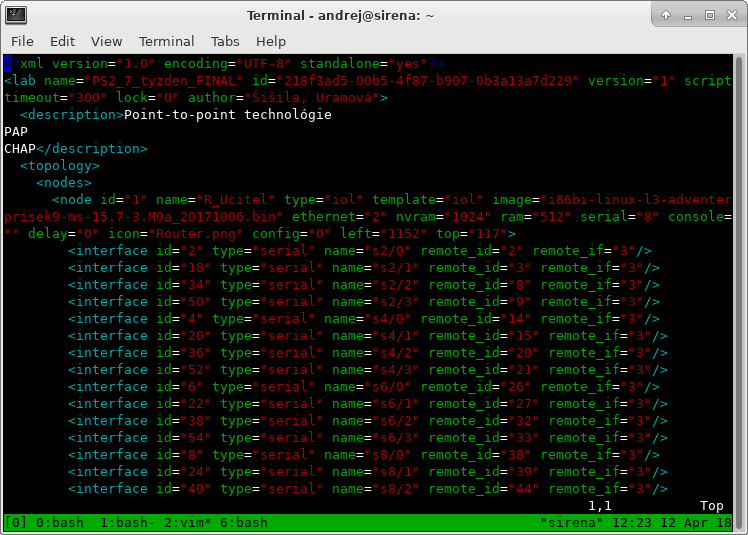 Terminal - andrej@sirena: ~
File Edit View Terminal Tabs Help
<?xml version="1.0" encoding="UTF-8" standalone="yes"?>
<lab name="PS2_7_tyzden_FINAL" id="218f3ad5-00b5-4f87-b907-0b3a13a7d229" version="1" script
timeout="300" lock="0" author="Šišila, Uramová">
<description>Point-to-point technológie
PAP
CHAP</description>
<topology>
<nodes>
<node id="1" name="R_Ucitel" type="iol" template="iol" image="i86bi-linux-l3-adventer
prisek9-ms-15.7-3.M0a_20171006.bin" ethernet="2" nvram="1024" ram="512" serial="8" console=
"" delay="0" icon="Router.png" config="0" left="1152" top="117">
<interface id="2" type="serial" name="s2/0" remote_id="2" remote_if="3"/>
<interface id="18" type="serial" name="s2/1" remote_id="3" remote_if="3"/>
<interface id="34" type="serial" name="s2/2" remote_id="8" remote_if="3"/>
<interface id="50" type="serial" name="s2/3" remote_id="9" remote_if="3"/>
<interface id="4" type="serial" name="s4/0" remote_id="14" remote_if="3"/>
<interface id="20" type="serial" name="s4/1" remote_id="15" remote_if="3"/>
<interface id="36" type="serial" name="s4/2" remote_id="20" remote_if="3"/>
<interface id="52" type="serial" name="s4/3" remote_id="21" remote_if="3"/>
<interface id="6" type="serial" name="s6/0" remote_id="26" remote_if="3"/>
<interface id="22" type="serial" name="s6/1" remote_id="27" remote_if="3"/>
<interface id="38" type="serial" name="s6/2" remote_id="32" remote_if="3"/>
<interface id="54" type="serial" name="s6/3" remote_id="33" remote_if="3"/>
<interface id="8" type="serial" name="s8/0" remote_id="38" remote_if="3"/>
<interface id="24" type="serial" name="s8/1" remote_id="39" remote_if="3"/>
<interface id="40" type="serial" name="s8/2" remote_id="44" remote_if="3"/>
1,1 Top
[0] 0:bash 1:bash- 2:vim* 6:bash "sirena" 12:23 12-Apr-18